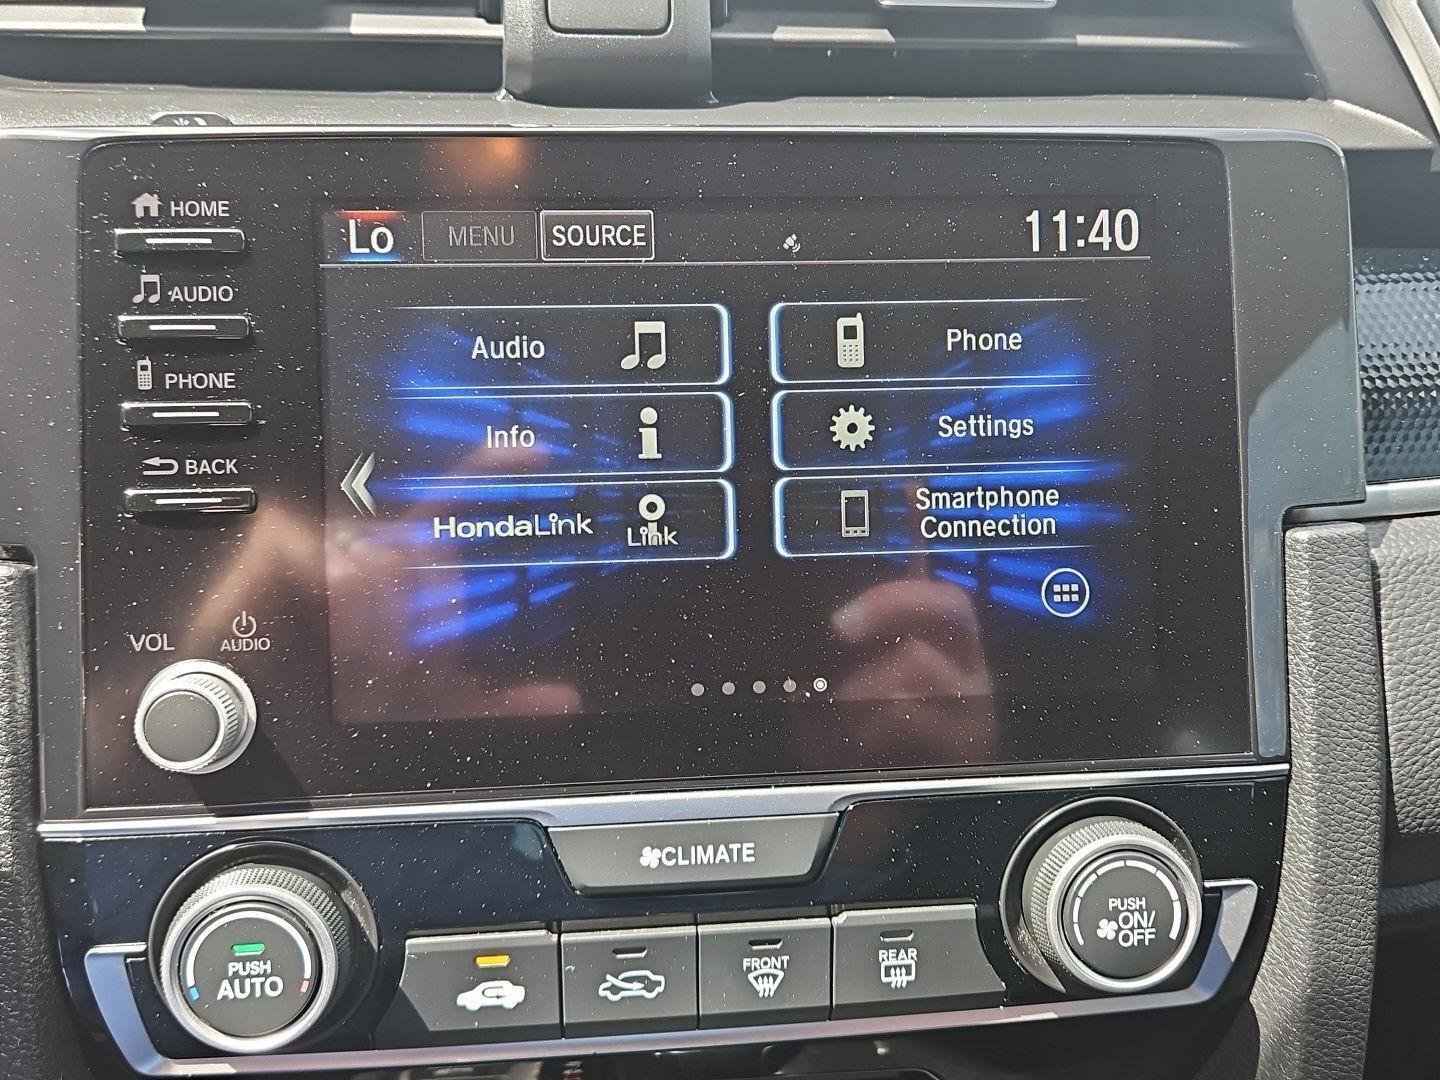 HOME
AUDIO
PHONE
BACK
VOL
AUDIO
Lo MENU SOURCE 11:40
Audio
Phone
Info
Settings
HondaLink Link
Smartphone
Connection
CLIMATE
PUSH
AUTO
FRONT
REAR
PUSH
ON/
OFF